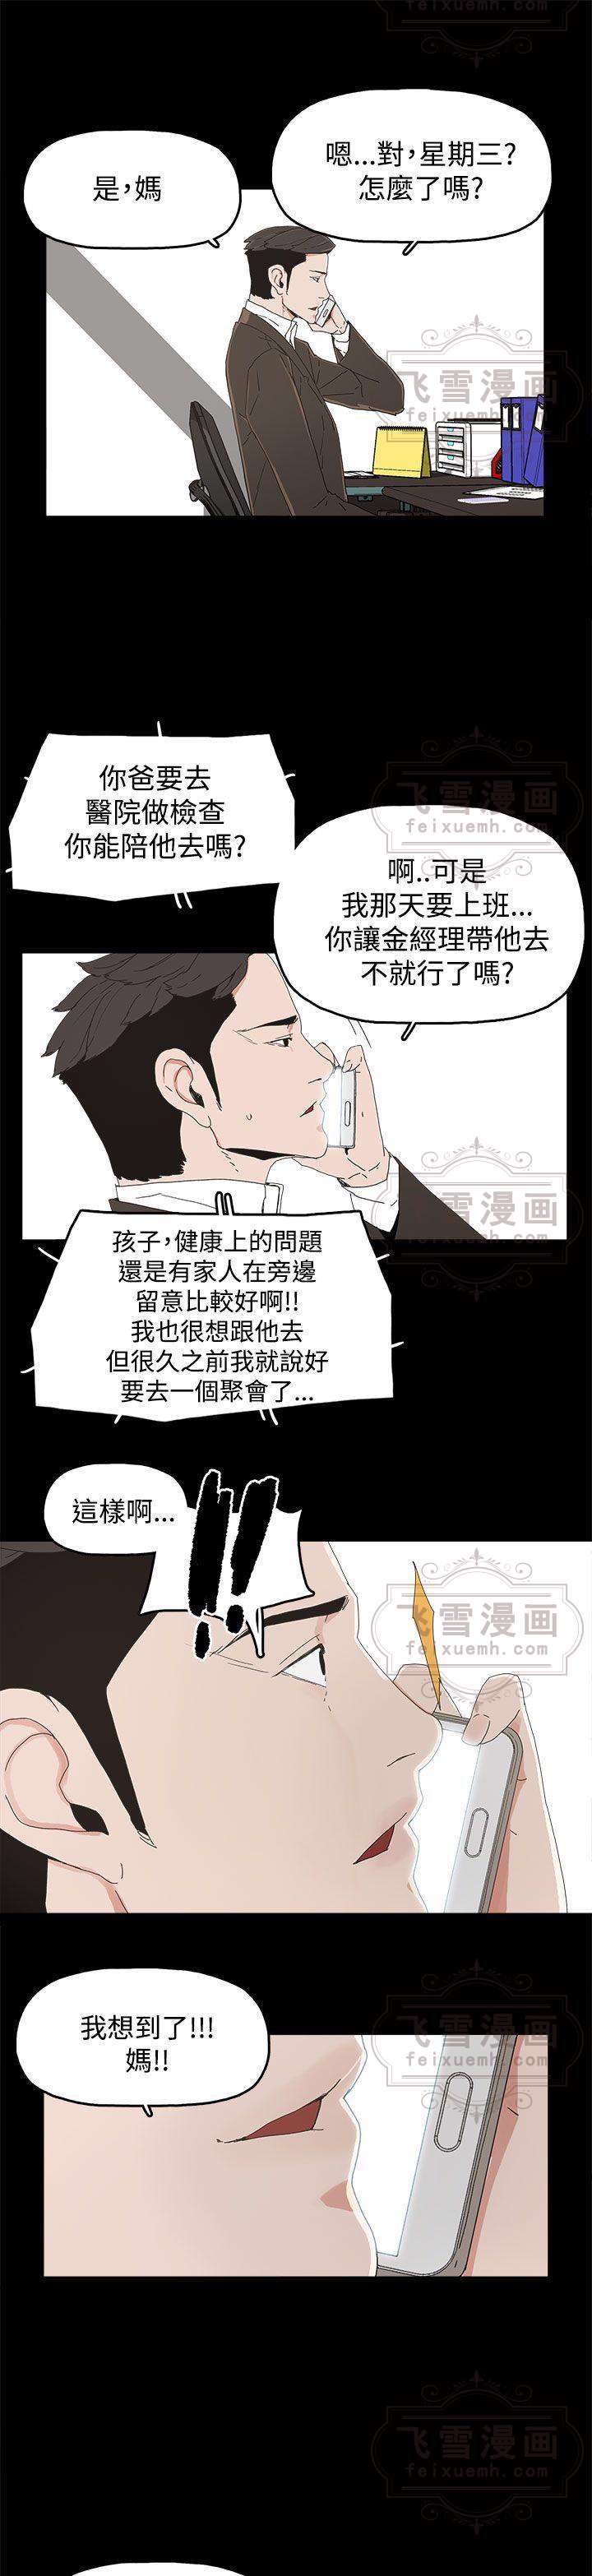 feixuemh.com
是，媽
嗯...對，星期三?
怎麼了嗎?
飞雪漫画
feixuemh.com
你爸要去
醫院做檢查
你能陪他去嗎?
飞雪漫画
feixuemh.com
啊..可是
我那天要上班...
你讓金經理帶他去
不就行了嗎?
飞雪漫画
feixuemh.com
孩子，健康上的問題
還是有家人在旁邊
留意比較好啊!!
我也很想跟他去
但很久之前我就說好
要去一個聚會了...
這樣啊...
!!
飞雪漫画
feixuemh.com
我想到了!!!
媽!!
飞雪漫画
feixuemh.com
飞雪漫画
feixuemh.com